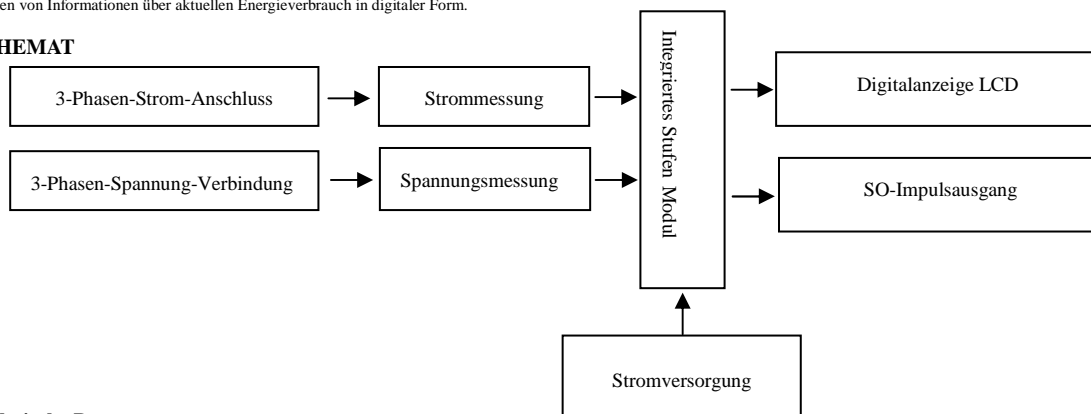 en von Informationen über aktuellen Energieverbrauch in digitaler Form.
HEMAT
3-Phasen-Strom-Anschluss
Strommessung
Integriertes Stufen Modul
Digitalanzeige LCD
3-Phasen-Spannung-Verbindung
Spannungsmessung
SO-Impulsausgang
Stromversorgung